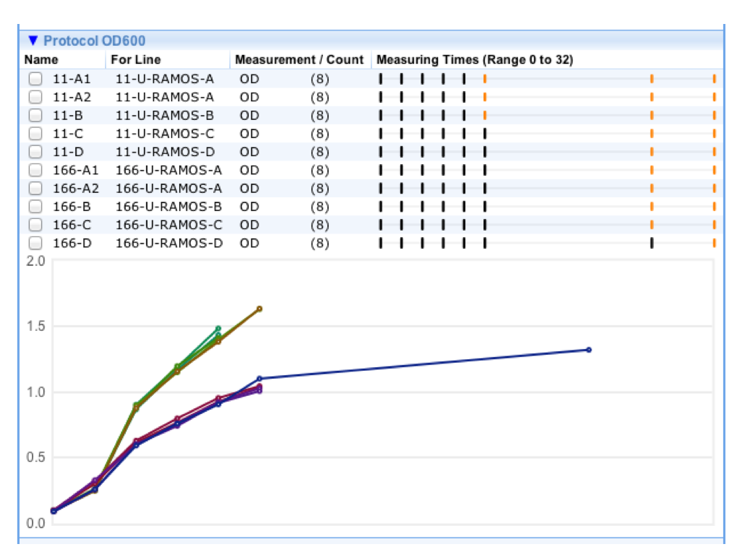 Protocol OD600
Name For Line Measurement / Count Measuring Times (Range 0 to 32)
11-A1 11-U-RAMOS-A OD (8)
11-A2 11-U-RAMOS-A OD (8)
11-B 11-U-RAMOS-B OD (8)
11-C 11-U-RAMOS-C OD (8)
11-D 11-U-RAMOS-D OD (8)
166-A1 166-U-RAMOS-A OD (8)
166-A2 166-U-RAMOS-A OD (8)
166-B 166-U-RAMOS-B OD (8)
166-C 166-U-RAMOS-C OD (8)
166-D 166-U-RAMOS-D OD (8)
2.0
1.5
1.0
0.5
0.0